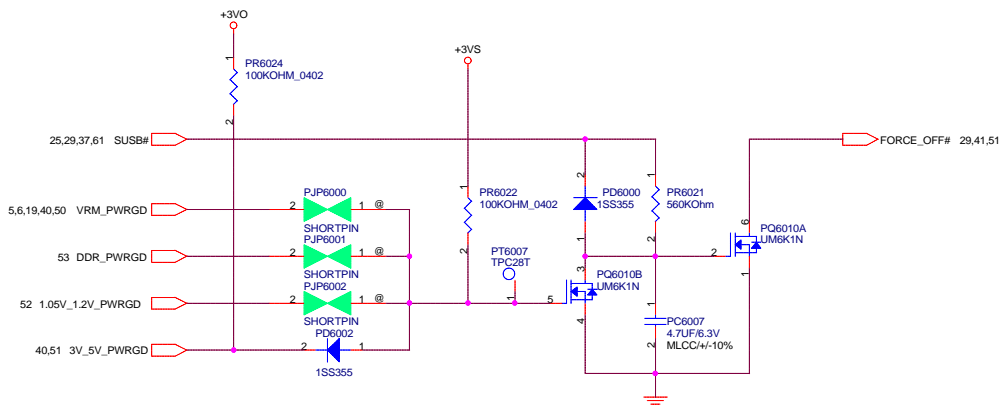 +3VO
+3VS
1
PR6024
100KOHM_0402
2
25,29,37,61 SUSB#
FORCE_OFF# 29,41,51
5,6,19,40,50 VRM_PWRGD
2
PJP6000
1
@
SHORTPIN
53 DDR_PWRGD
2
PJP6001
1
@
SHORTPIN
52 1.05V_1.2V_PWRGD
2
PJP6002
1
@
SHORTPIN
40,51 3V_5V_PWRGD
2
PD6002
1
1SS355
1
PR6022
100KOHM_0402
2
PT6007
TPC28T
1
2
PD6000
1SS355
1
1
PR6021
560KOhm
2
5
3
PQ6010B
UM6K1N
4
2
6
PQ6010A
UM6K1N
1
1
PC6007
4.7UF/6.3V
MLCC/+/-10%
2